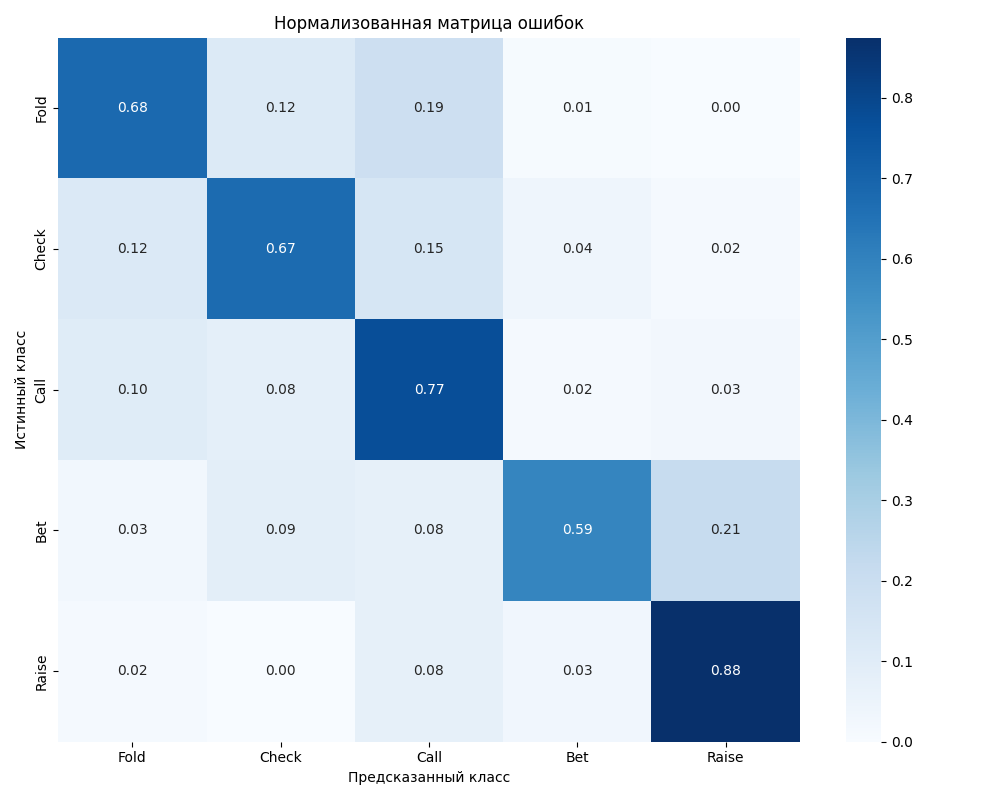 Нормализованная матрица ошибок
Истинный класс
Fold 0.68 0.12 0.19 0.01 0.00
Check 0.12 0.67 0.15 0.04 0.02
Call 0.10 0.08 0.77 0.02 0.03
Bet 0.03 0.09 0.08 0.59 0.21
Raise 0.02 0.00 0.08 0.03 0.88
Fold Check Call Bet Raise
Предсказанный класс
0.8
0.7
0.6
0.5
0.4
0.3
0.2
0.1
0.0